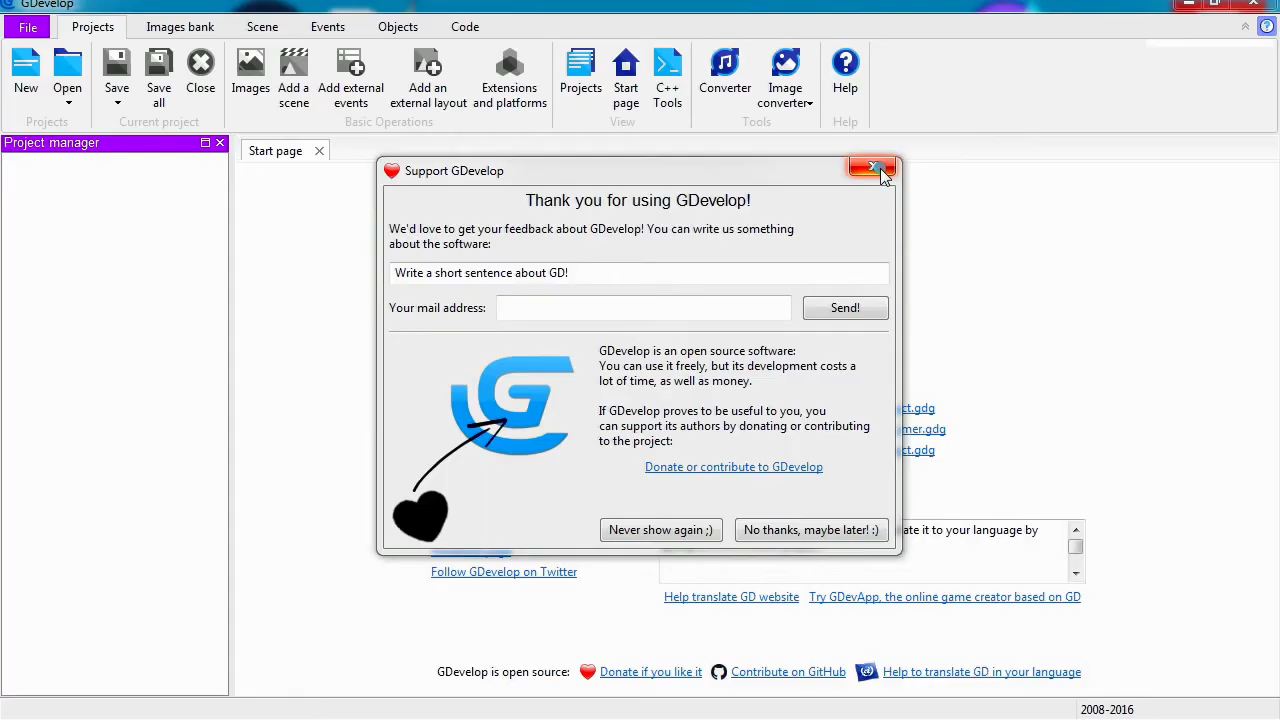 GDevelop
File Projects Images bank Scene Events Objects Code
New Open Save Save all Close Images Add a scene Add external events Add an external layout Extensions and platforms Projects Start page C++ Tools Converter Image converter Help
Projects Current project Basic Operations View Tools Help
Project manager
Start page
Support GDevelop
Thank you for using GDevelop!
We'd love to get your feedback about GDevelop! You can write us something
about the software:
Write a short sentence about GD!
Your mail address: Send!
GDevelop is an open source software:
You can use it freely, but its development costs a
lot of time, as well as money.
If GDevelop proves to be useful to you, you
can support its authors by donating or contributing
to the project:
Donate or contribute to GDevelop
Never show again ;) No thanks, maybe later! :)
ct.gdg
mer.gdg
ct.gdg
ate it to your language by
Follow GDevelop on Twitter
Help translate GD website Try GDevApp, the online game creator based on GD
GDevelop is open source: Donate if you like it Contribute on GitHub Help to translate GD in your language
2008-2016